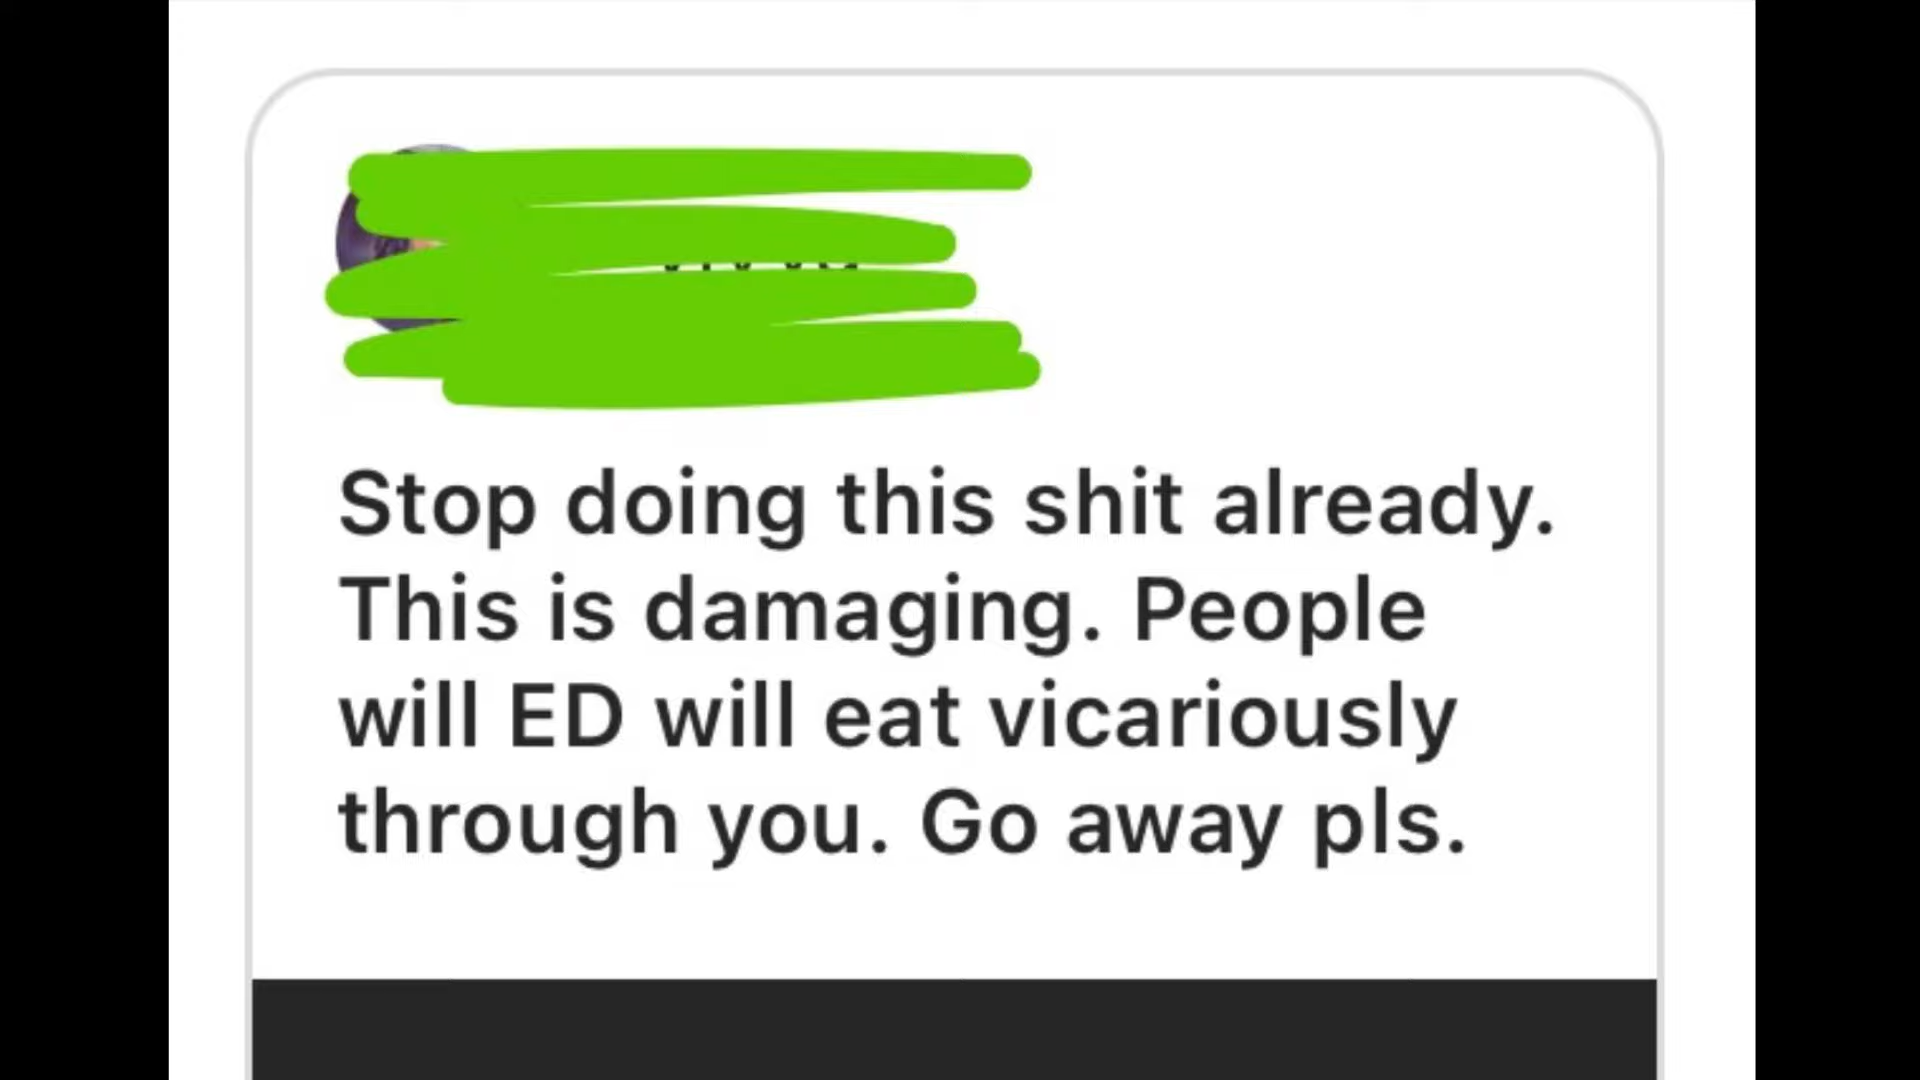 Stop doing this shit already.
This is damaging. People
will ED will eat vicariously
through you. Go away pls.